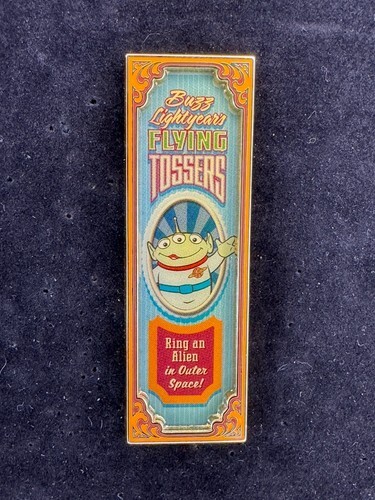 Buzz
Lightyear's
FLYING
TOSSERS
Ring an
Alien
in Outer
Space!